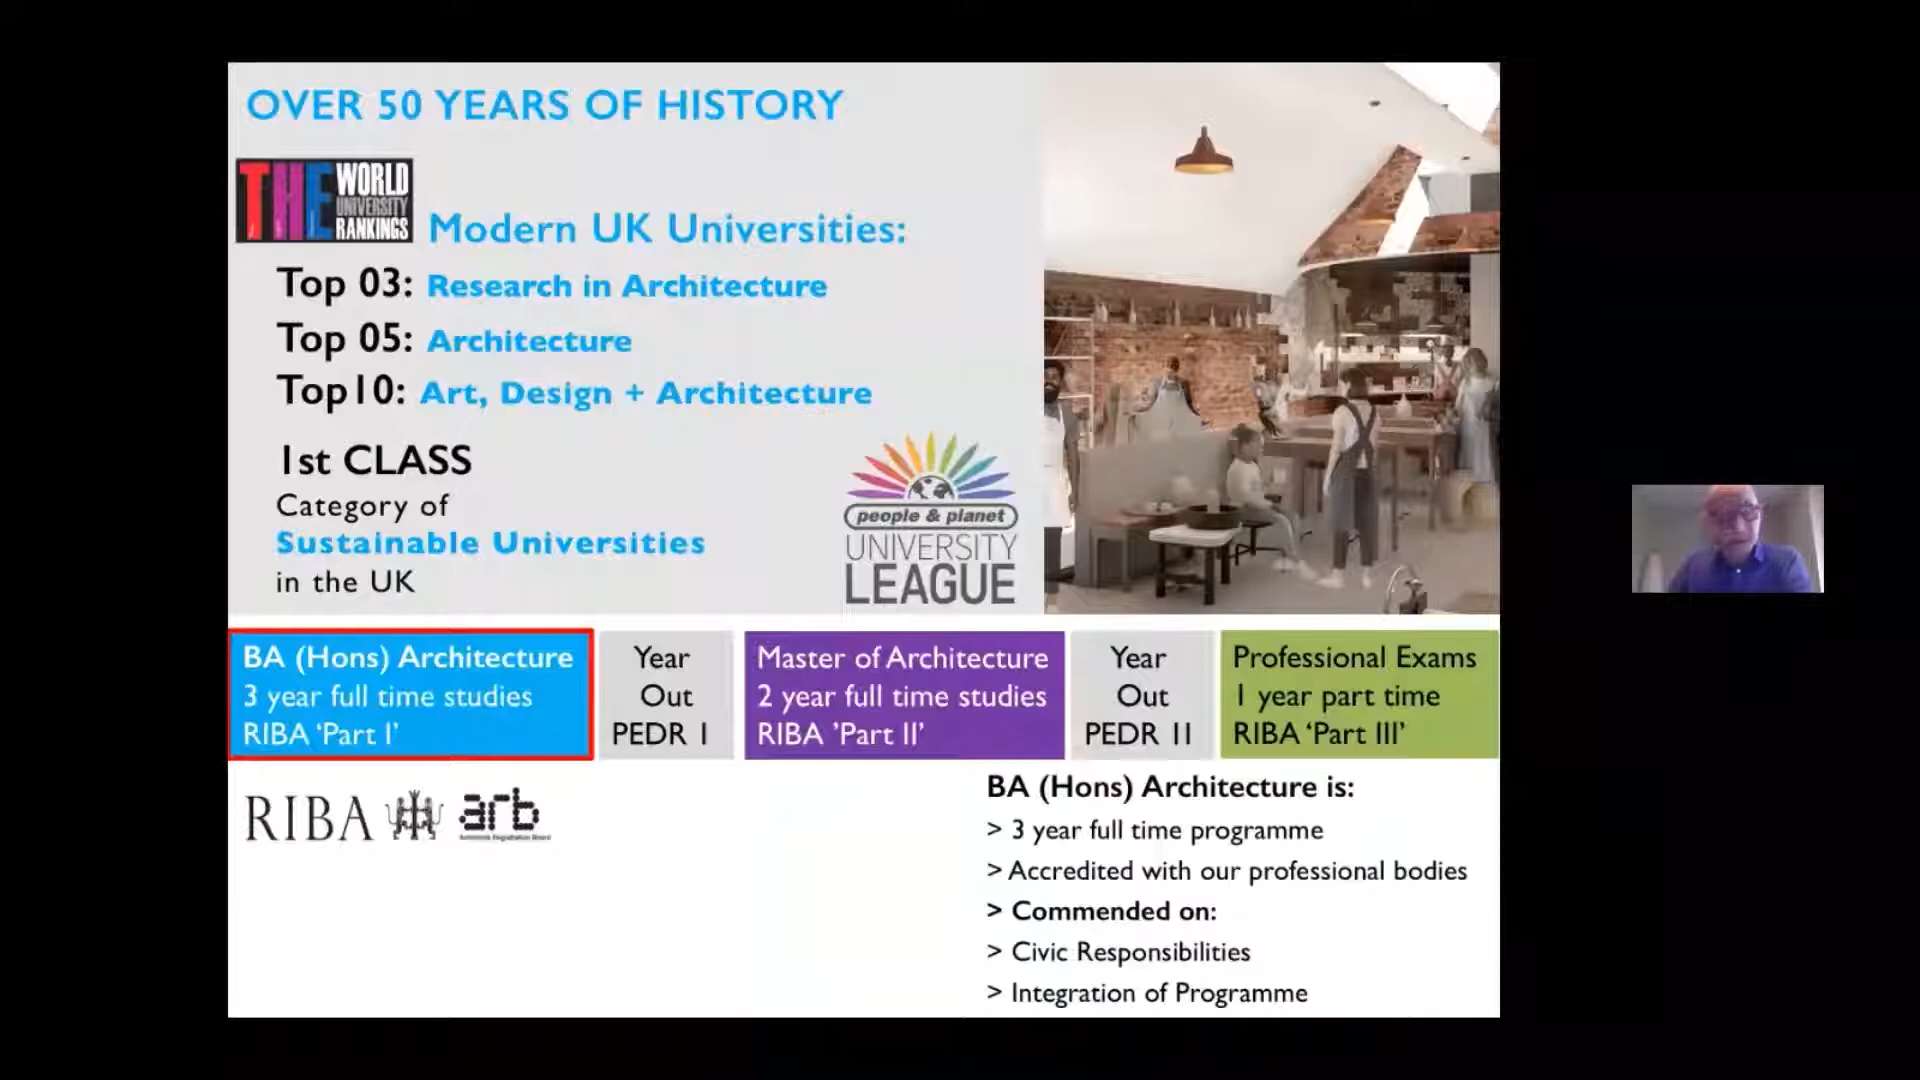 OVER 50 YEARS OF HISTORY
THE WORLD UNIVERSITY RANKINGS
Modern UK Universities:
Top 03: Research in Architecture
Top 05: Architecture
Top10: Art, Design + Architecture
1st CLASS
Category of
Sustainable Universities
in the UK
people & planet
UNIVERSITY
LEAGUE
BA (Hons) Architecture
3 year full time studies
RIBA ‘Part I’
Year
Out
PEDR I
Master of Architecture
2 year full time studies
RIBA ’Part II’
Year
Out
PEDR II
Professional Exams
1 year part time
RIBA ‘Part III’
RIBA arb
Architects Registration Board
BA (Hons) Architecture is:
> 3 year full time programme
> Accredited with our professional bodies
> Commended on:
> Civic Responsibilities
> Integration of Programme